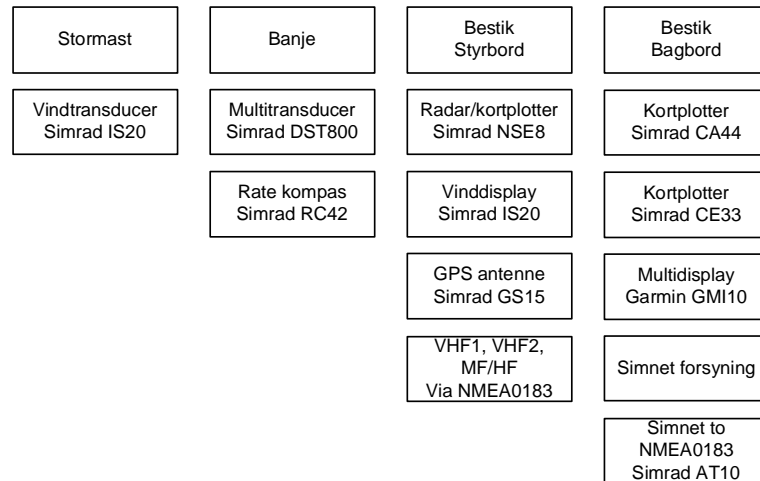 Stormast
Banje
Bestik
Styrbord
Bestik
Bagbord
Vindtransducer
Simrad IS20
Multitransducer
Simrad DST800
Radar/kortplotter
Simrad NSE8
Kortplotter
Simrad CA44
Rate kompas
Simrad RC42
Vinddisplay
Simrad IS20
Kortplotter
Simrad CE33
GPS antenne
Simrad GS15
Multidisplay
Garmin GMI10
VHF1, VHF2,
MF/HF
Via NMEA0183
Simnet forsyning
Simnet to
NMEA0183
Simrad AT10